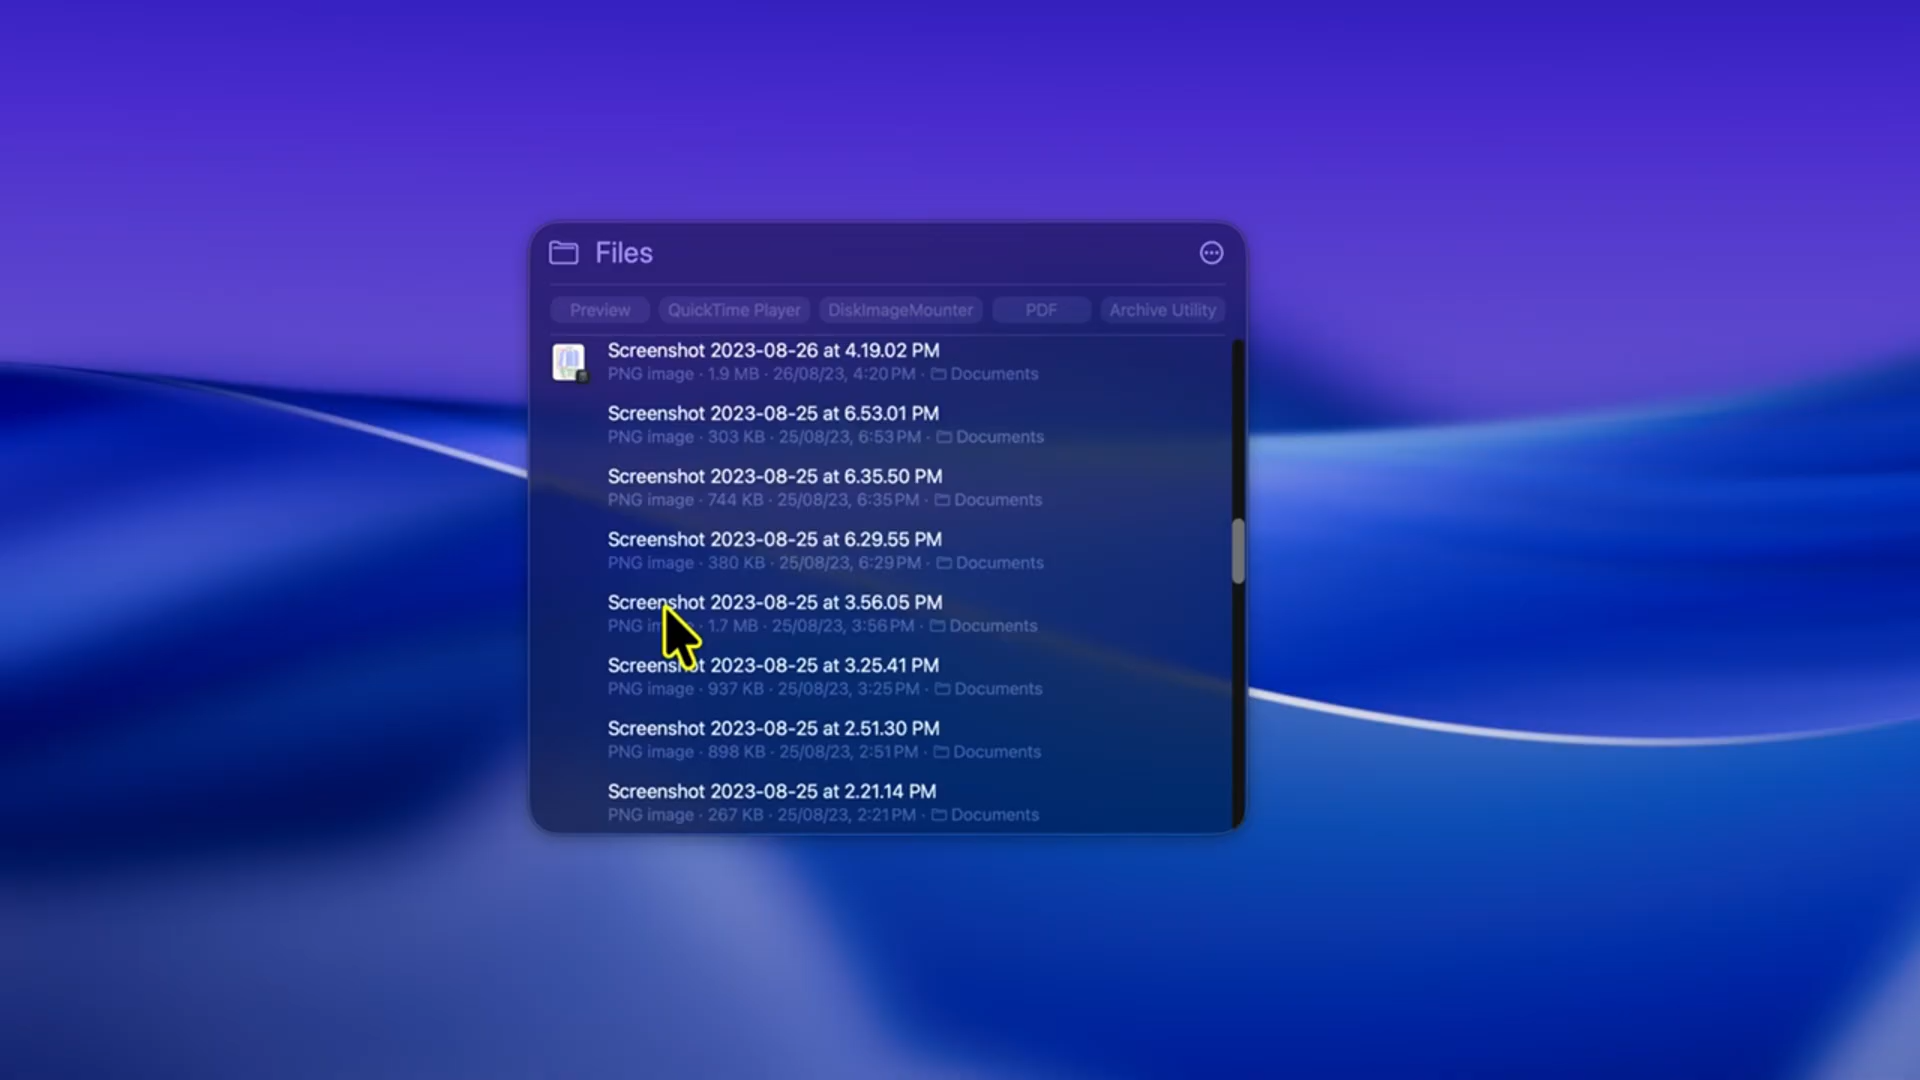 Files
Preview QuickTime Player DiskImageMounter PDF Archive Utility
Screenshot 2023-08-26 at 4.19.02 PM
PNG image · 1.9 MB · 26/08/23, 4:20 PM · Documents
Screenshot 2023-08-25 at 6.53.01 PM
PNG image · 303 KB · 25/08/23, 6:53 PM · Documents
Screenshot 2023-08-25 at 6.35.50 PM
PNG image · 744 KB · 25/08/23, 6:35 PM · Documents
Screenshot 2023-08-25 at 6.29.55 PM
PNG image · 380 KB · 25/08/23, 6:29 PM · Documents
Screenshot 2023-08-25 at 3.56.05 PM
PNG image · 1.7 MB · 25/08/23, 3:56 PM · Documents
Screenshot 2023-08-25 at 3.25.41 PM
PNG image · 937 KB · 25/08/23, 3:25 PM · Documents
Screenshot 2023-08-25 at 2.51.30 PM
PNG image · 898 KB · 25/08/23, 2:51 PM · Documents
Screenshot 2023-08-25 at 2.21.14 PM
PNG image · 267 KB · 25/08/23, 2:21 PM · Documents